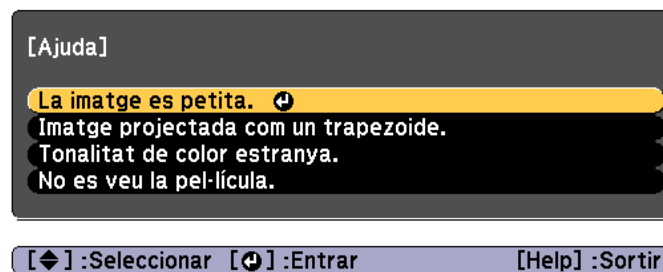 [Ajuda]
La imatge es petita.
Imatge projectada com un trapezoide.
Tonalitat de color estranya.
No es veu la pel·lícula.
[◆] :Seleccionar [↵] :Entrar [Help] :Sortir